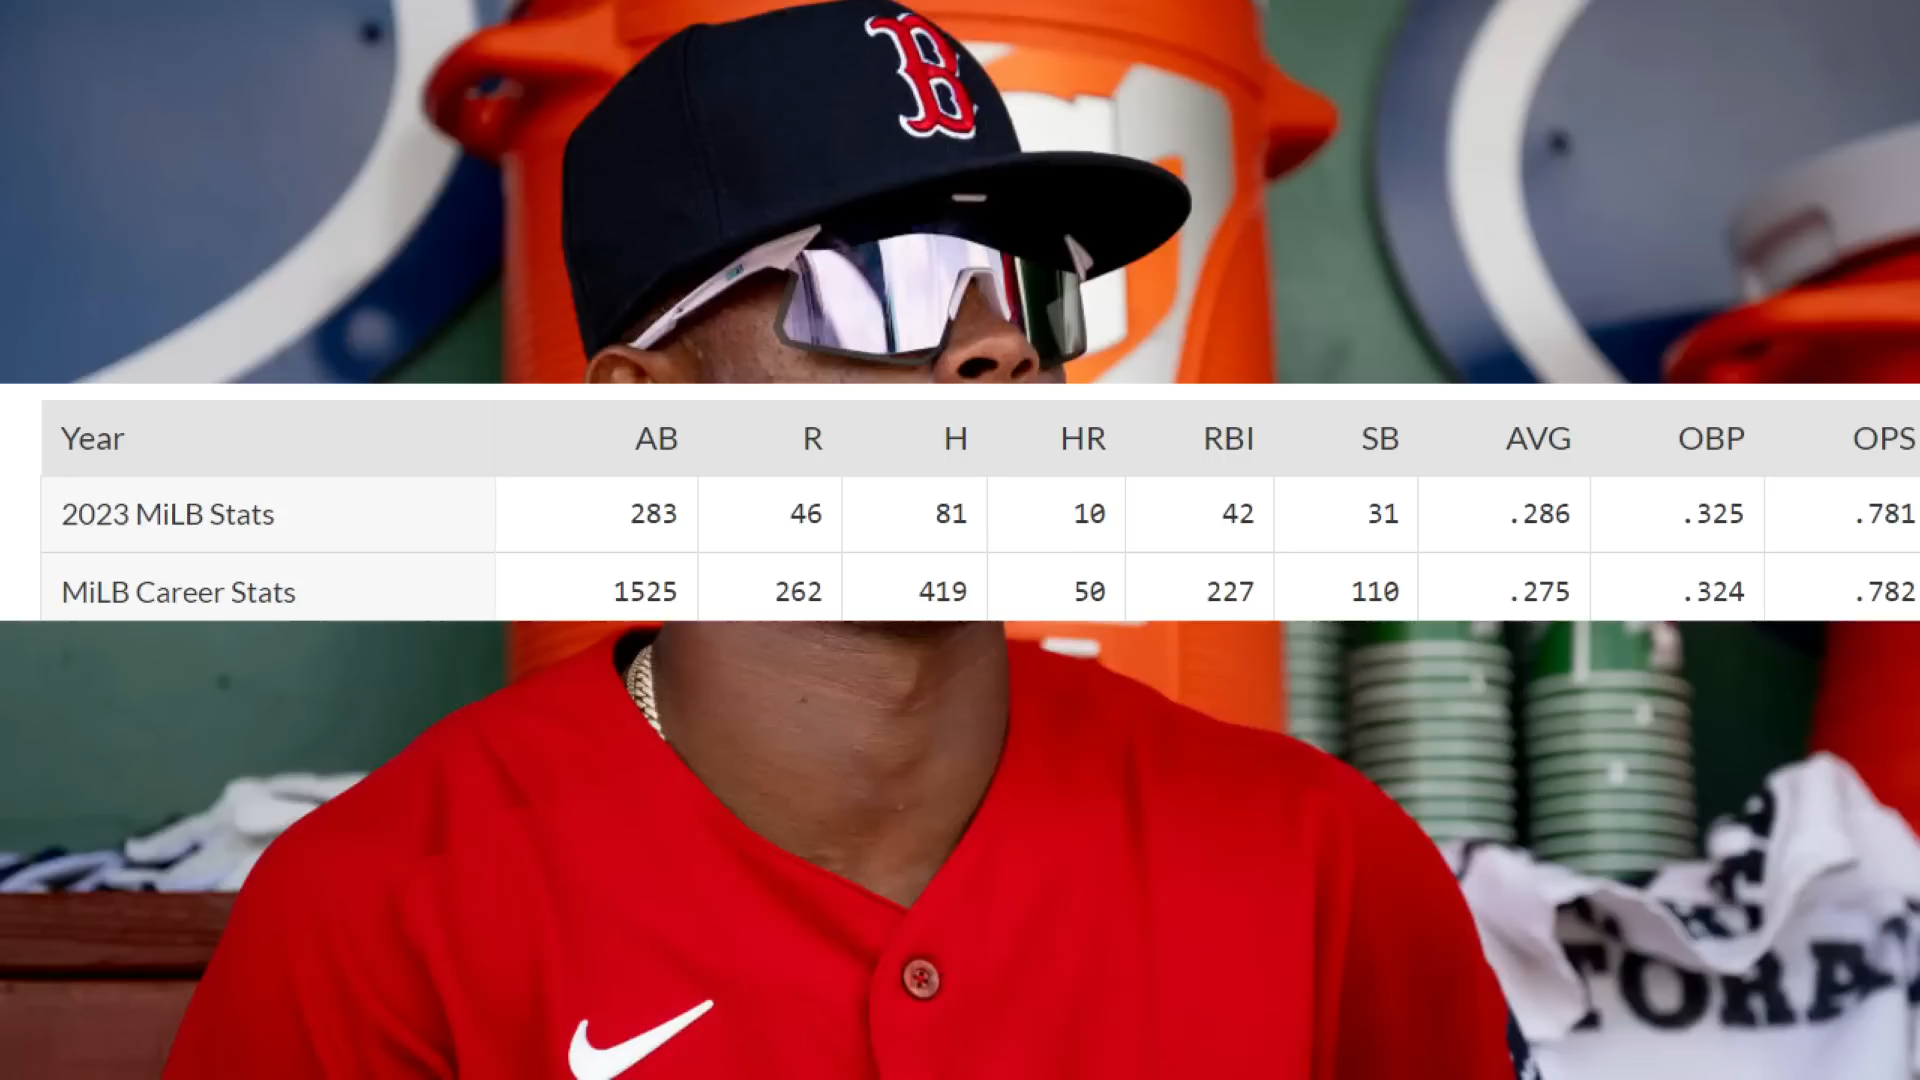 B
Year AB R H HR RBI SB AVG OBP OPS
2023 MiLB Stats 283 46 81 10 42 31 .286 .325 .781
MiLB Career Stats 1525 262 419 50 227 110 .275 .324 .782